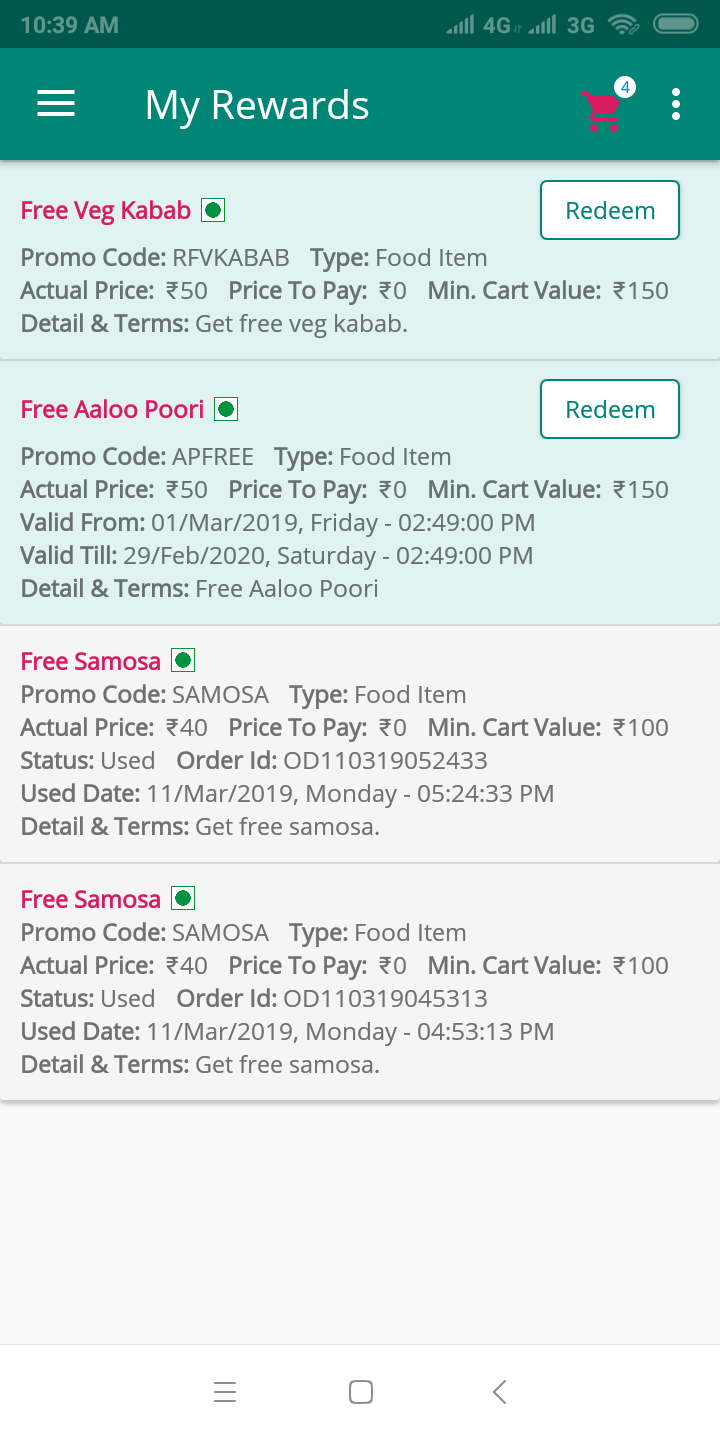 10:39 AM 4G 3G
My Rewards 4
Free Veg Kabab Redeem
Promo Code: RFVKABAB Type: Food Item
Actual Price: ₹50 Price To Pay: ₹0 Min. Cart Value: ₹150
Detail & Terms: Get free veg kabab.
Free Aaloo Poori Redeem
Promo Code: APFREE Type: Food Item
Actual Price: ₹50 Price To Pay: ₹0 Min. Cart Value: ₹150
Valid From: 01/Mar/2019, Friday - 02:49:00 PM
Valid Till: 29/Feb/2020, Saturday - 02:49:00 PM
Detail & Terms: Free Aaloo Poori
Free Samosa
Promo Code: SAMOSA Type: Food Item
Actual Price: ₹40 Price To Pay: ₹0 Min. Cart Value: ₹100
Status: Used Order Id: OD110319052433
Used Date: 11/Mar/2019, Monday - 05:24:33 PM
Detail & Terms: Get free samosa.
Free Samosa
Promo Code: SAMOSA Type: Food Item
Actual Price: ₹40 Price To Pay: ₹0 Min. Cart Value: ₹100
Status: Used Order Id: OD110319045313
Used Date: 11/Mar/2019, Monday - 04:53:13 PM
Detail & Terms: Get free samosa.